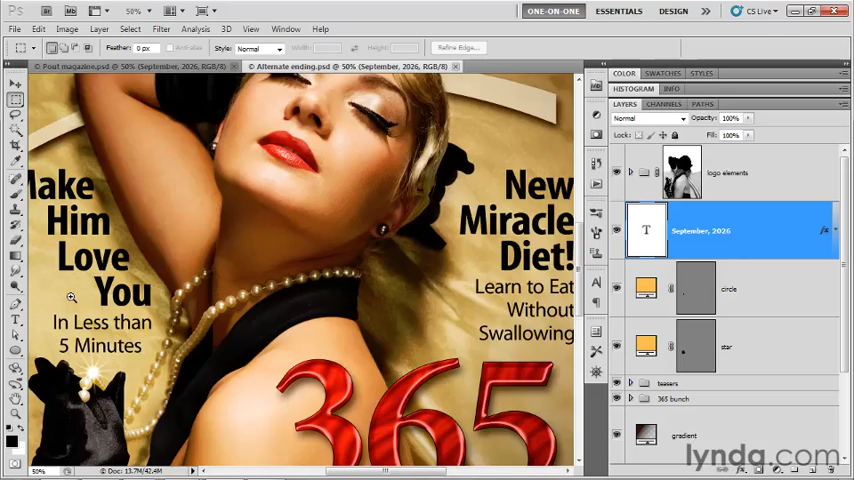 Ps Br Mb 50% ONE-ON-ONE ESSENTIALS DESIGN CS Live
File Edit Image Layer Select Filter Analysis 3D View Window Help
Feather: 0 px Anti-alias Style: Normal Width: Height: Refine Edge...
© Pout magazine.psd @ 50% (September, 2026, RGB/8) © Alternate ending.psd @ 50% (September, 2026, RGB/8)
COLOR SWATCHES STYLES
HISTOGRAM INFO
LAYERS CHANNELS PATHS
Normal Opacity: 100%
Lock: Fill: 100%
logo elements
September, 2026 fx
circle
star
teasers
365 bunch
gradient
Make
Him
Love
You
In Less than
5 Minutes
New
Miracle
Diet!
Learn to Eat
Without
Swallowing
365
50% Doc: 13.7M/42.4M
lynda.com